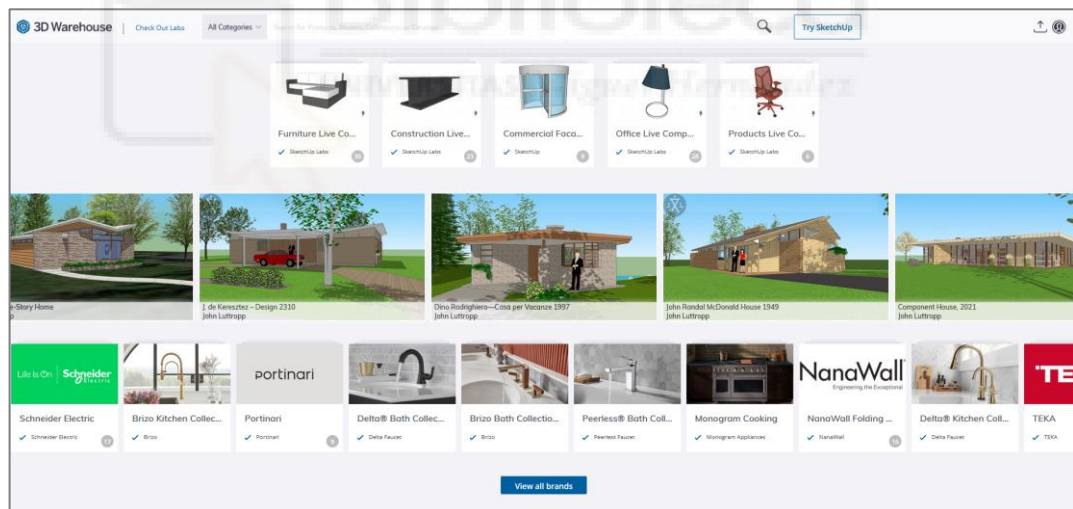 3D Warehouse
Check Out Labs
All Categories
Try SketchUp
Furniture Live Co...
SketchUp Labs
Construction Live...
SketchUp Labs
23
Commercial Faca...
SketchUp
Office Live Comp...
SketchUp Labs
Products Live Co...
SketchUp Labs
e-Story Home
J. de Keresztez – Design 2310
John Luttropp
Dino Rodrighiero—Casa per Vacanze 1997
John Luttropp
John Randal McDonald House 1949
John Luttropp
Component House, 2021
John Luttropp
Life Is On
Schneider
Electric
Schneider Electric
Schneider Electric
17
Brizo Kitchen Collec...
Brizo
portinari
Portinari
Portinari
Delta® Bath Collec...
Delta Faucet
Brizo Bath Collectio...
Brizo
Peerless® Bath Coll...
Peerless Faucet
Monogram Cooking
Monogram Appliances
NanaWall
Engineering the Exceptional
NanaWall Folding ...
NanaWall
16
Delta® Kitchen Coll...
Delta Faucet
TE
TEKA
TEKA
View all brands